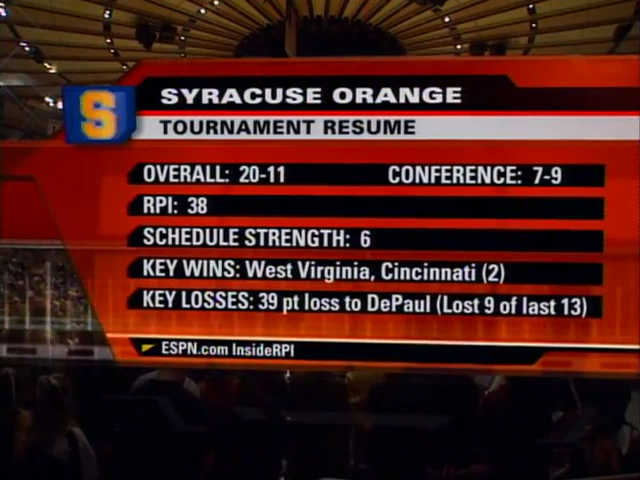 S
SYRACUSE ORANGE
TOURNAMENT RESUME
OVERALL: 20-11 CONFERENCE: 7-9
RPI: 38
SCHEDULE STRENGTH: 6
KEY WINS: West Virginia, Cincinnati (2)
KEY LOSSES: 39 pt loss to DePaul (Lost 9 of last 13)
ESPN.com InsideRPI